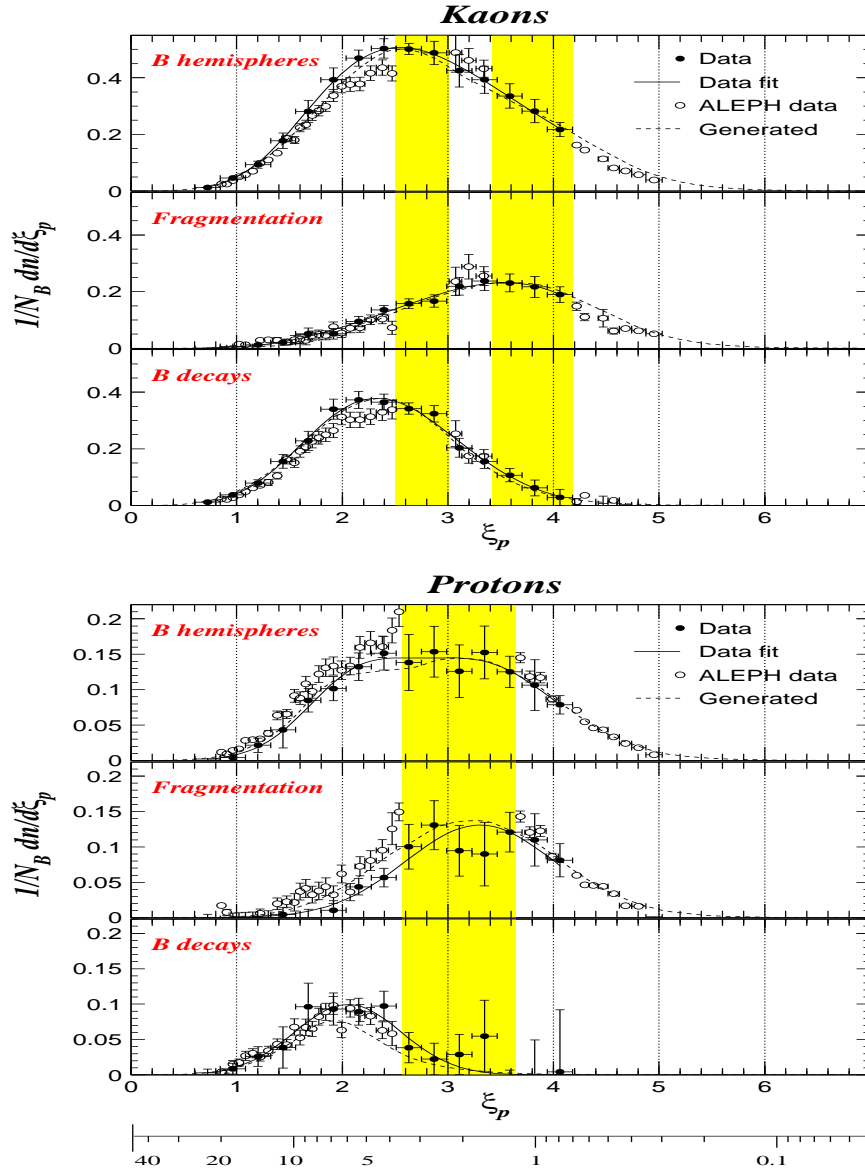 Kaons
B hemispheres
Data
Data fit
ALEPH data
Generated
0.4
0.2
0
Fragmentation
0.4
0.2
0
1/N_B dn/dξ_p
B decays
0.4
0.2
0
0 1 2 3 4 5 6
ξ_p
Protons
B hemispheres
Data
Data fit
ALEPH data
Generated
0.2
0.15
0.1
0.05
0
Fragmentation
0.2
0.15
0.1
0.05
0
1/N_B dn/dξ_p
B decays
0.2
0.15
0.1
0.05
0
0 1 2 3 4 5 6
ξ_p
40 20 10 5 1 0.1